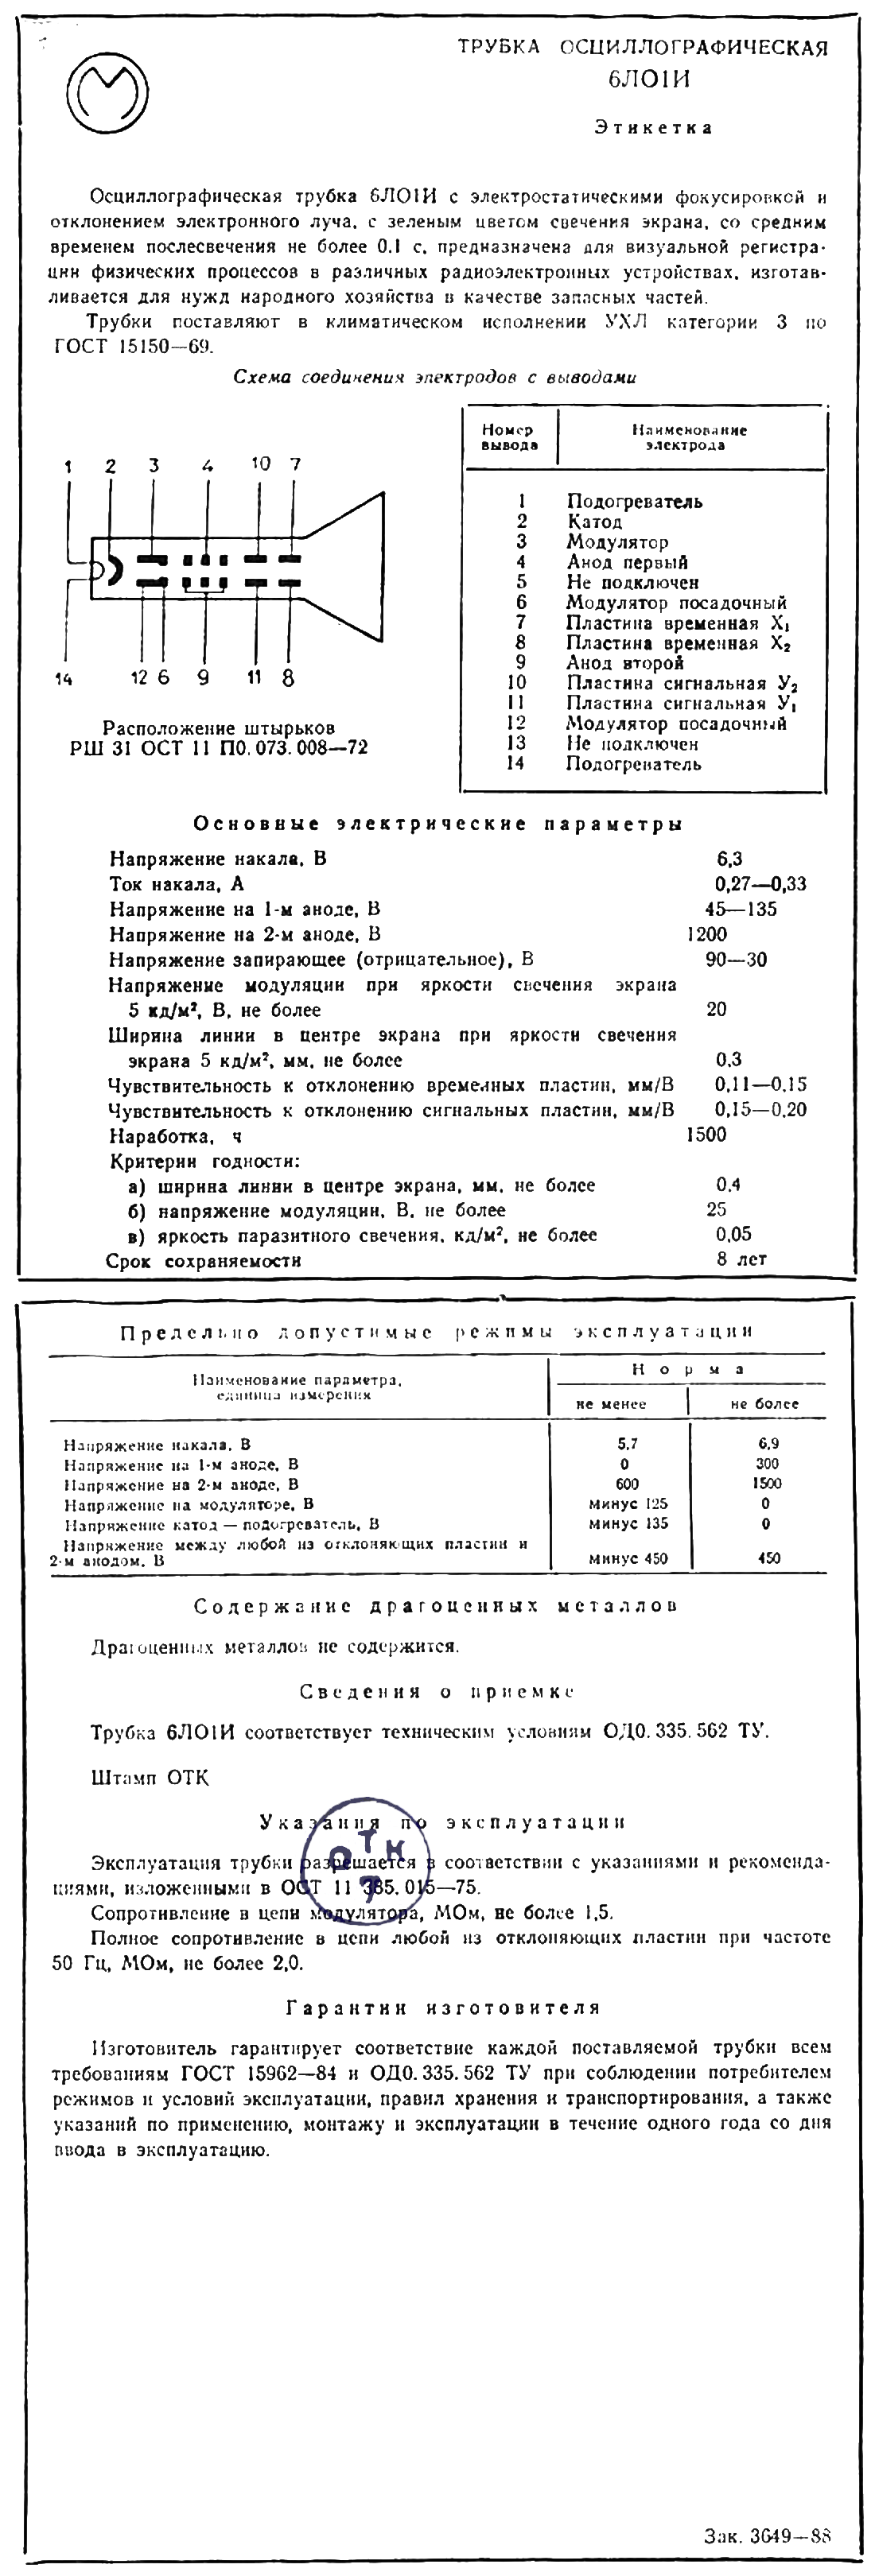 ТРУБКА ОСЦИЛЛОГРАФИЧЕСКАЯ
6ЛО1И
Этикетка
Осциллографическая трубка 6ЛО1И с электростатическими фокусировкой и
отклонением электронного луча, с зеленым цветом свечения экрана, со средним
временем послесвечения не более 0,1 с, предназначена для визуальной регистра-
ции физических процессов в различных радиоэлектронных устройствах, изготав-
ливается для нужд народного хозяйства в качестве запасных частей.
Трубки поставляют в климатическом исполнении УХЛ категории 3 по
ГОСТ 15150—69.
Схема соединения электродов с выводами
1 2 3 4 10 7
14 12 6 9 11 8
Расположение штырьков
РШ 31 ОСТ 11 П0.073.008—72
Номер вывода Наименование электрода
1 Подогреватель
2 Катод
3 Модулятор
4 Анод первый
5 Не подключен
6 Модулятор посадочный
7 Пластина временная X₁
8 Пластина временная X₂
9 Анод второй
10 Пластина сигнальная У₂
11 Пластина сигнальная У₁
12 Модулятор посадочный
13 Не подключен
14 Подогреватель
Основные электрические параметры
Напряжение накала, В 6,3
Ток накала, А 0,27—0,33
Напряжение на 1-м аноде, В 45—135
Напряжение на 2-м аноде, В 1200
Напряжение запирающее (отрицательное), В 90—30
Напряжение модуляции при яркости свечения экрана
5 кд/м², В, не более 20
Ширина линии в центре экрана при яркости свечения
экрана 5 кд/м², мм, не более 0,3
Чувствительность к отклонению временных пластин, мм/В 0,11—0,15
Чувствительность к отклонению сигнальных пластин, мм/В 0,15—0,20
Наработка, ч 1500
Критерии годности:
а) ширина линии в центре экрана, мм, не более 0,4
б) напряжение модуляции, В, не более 25
в) яркость паразитного свечения, кд/м², не более 0,05
Срок сохраняемости 8 лет
Предельно допустимые режимы эксплуатации
Наименование параметра, единица измерения Норма
не менее не более
Напряжение накала, В 5,7 6,9
Напряжение на 1-м аноде, В 0 300
Напряжение на 2-м аноде, В 600 1500
Напряжение на модуляторе, В минус 125 0
Напряжение катод — подогреватель, В минус 135 0
Напряжение между любой из отклоняющих пластин и
2-м анодом, В минус 450 450
Содержание драгоценных металлов
Драгоценных металлов не содержится.
Сведения о приемке
Трубка 6ЛО1И соответствует техническим условиям ОД0.335.562 ТУ.
Штамп ОТК
ОТК
7
Указания по эксплуатации
Эксплуатация трубки разрешается в соответствии с указаниями и рекоменда-
циями, изложенными в ОСТ 11 385.015—75.
Сопротивление в цепи модулятора, МОм, не более 1,5.
Полное сопротивление в цепи любой из отклоняющих пластин при частоте
50 Гц, МОм, не более 2,0.
Гарантии изготовителя
Изготовитель гарантирует соответствие каждой поставляемой трубки всем
требованиям ГОСТ 15962—84 и ОД0.335.562 ТУ при соблюдении потребителем
режимов и условий эксплуатации, правил хранения и транспортирования, а также
указаний по применению, монтажу и эксплуатации в течение одного года со дня
ввода в эксплуатацию.
Зак. 3649—88